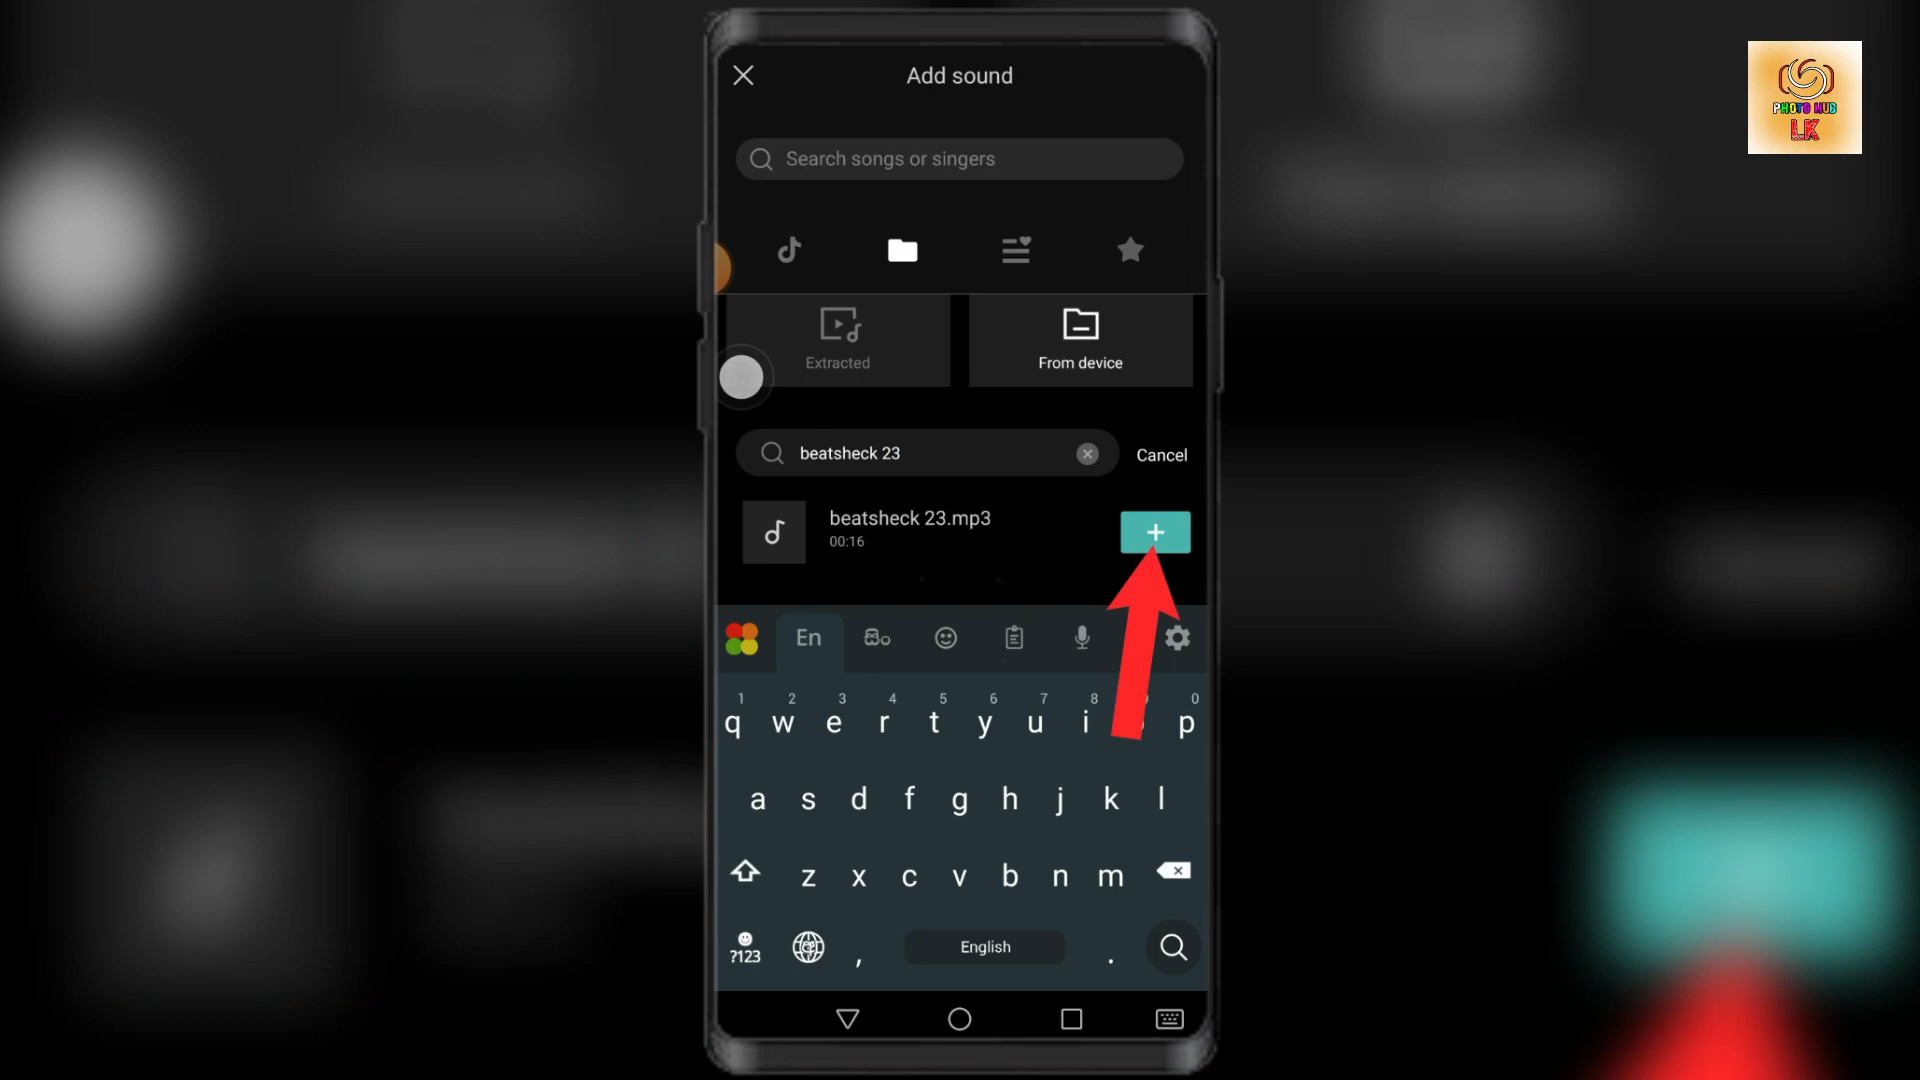 Add sound
PHOTO HUB
LK
Search songs or singers
Extracted
From device
beatsheck 23
Cancel
beatsheck 23.mp3
00:16
En
සිං
1 2 3 4 5 6 7 8 0
q w e r t y u i p
a s d f g h j k l
z x c v b n m
?123 , English .